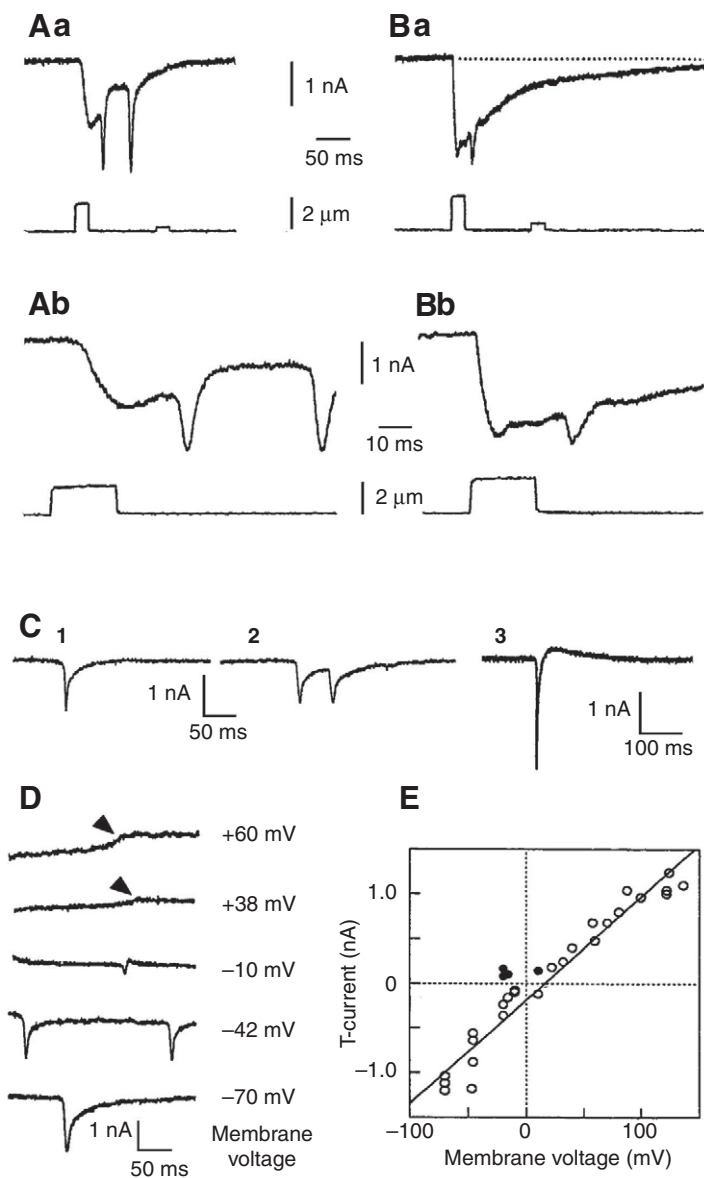 Aa
Ba
1 nA
50 ms
2 μm
Ab
Bb
1 nA
10 ms
2 μm
C
1
2
3
1 nA
50 ms
1 nA
100 ms
D
+60 mV
+38 mV
−10 mV
−42 mV
−70 mV
1 nA
50 ms
Membrane
voltage
E
T-current (nA)
1.0
0
−1.0
−100
0
100
Membrane voltage (mV)